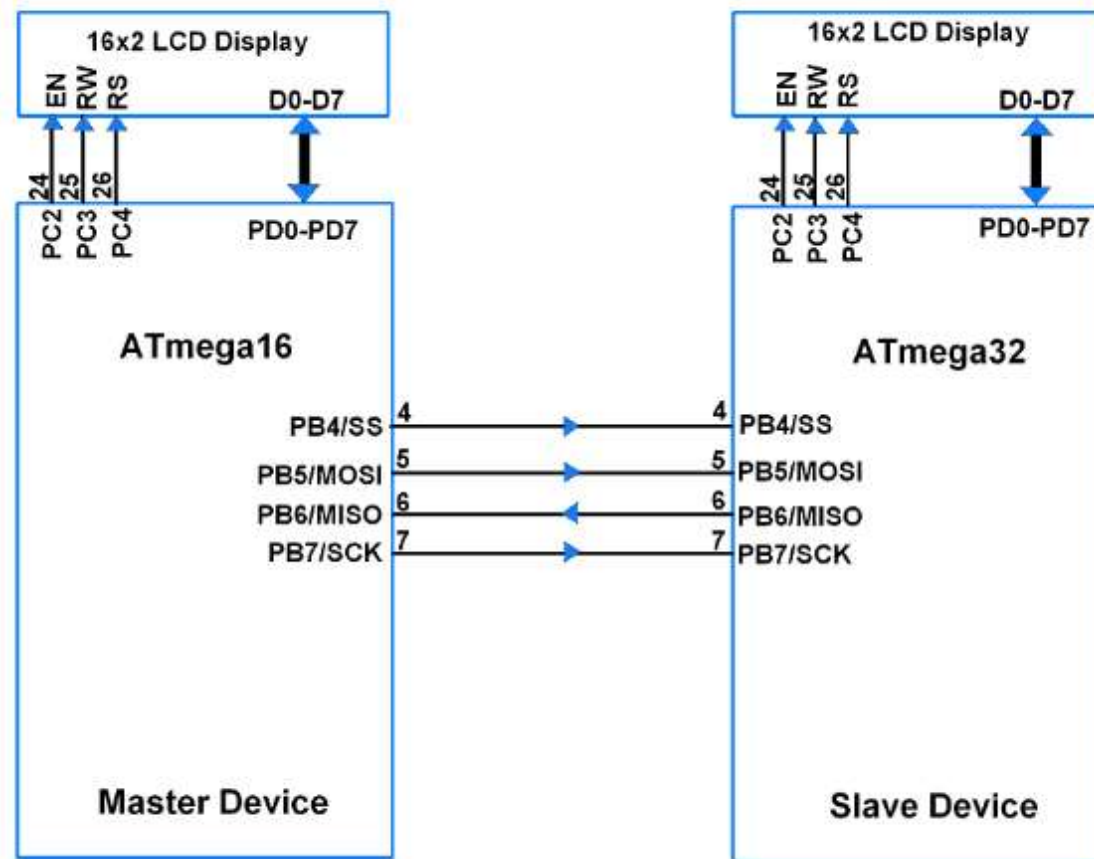 16x2 LCD Display
EN
RW
RS
D0-D7
24
25
26
PC2
PC3
PC4
PD0-PD7
ATmega16
PB4/SS 4
PB5/MOSI 5
PB6/MISO 6
PB7/SCK 7
Master Device
16x2 LCD Display
EN
RW
RS
D0-D7
24
25
26
PC2
PC3
PC4
PD0-PD7
ATmega32
4 PB4/SS
5 PB5/MOSI
6 PB6/MISO
7 PB7/SCK
Slave Device